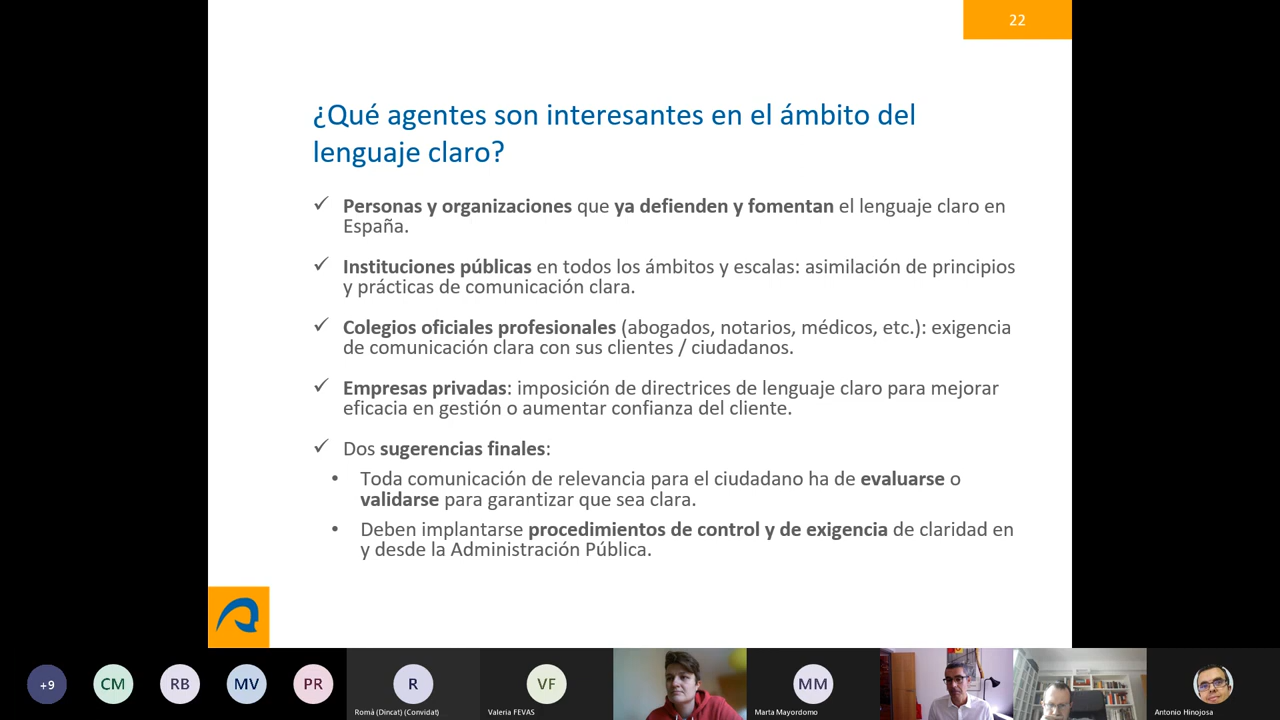 22
¿Qué agentes son interesantes en el ámbito del
lenguaje claro?
✓ Personas y organizaciones que ya defienden y fomentan el lenguaje claro en
España.
✓ Instituciones públicas en todos los ámbitos y escalas: asimilación de principios
y prácticas de comunicación clara.
✓ Colegios oficiales profesionales (abogados, notarios, médicos, etc.): exigencia
de comunicación clara con sus clientes / ciudadanos.
✓ Empresas privadas: imposición de directrices de lenguaje claro para mejorar
eficacia en gestión o aumentar confianza del cliente.
✓ Dos sugerencias finales:
• Toda comunicación de relevancia para el ciudadano ha de evaluarse o
validarse para garantizar que sea clara.
• Deben implantarse procedimientos de control y de exigencia de claridad en
y desde la Administración Pública.
+9
CM
RB
MV
PR
R
VF
MM
Romà (Dincat) (Convidat)
Valeria FEVAS
Marta Mayordomo
Antonio Hinojosa